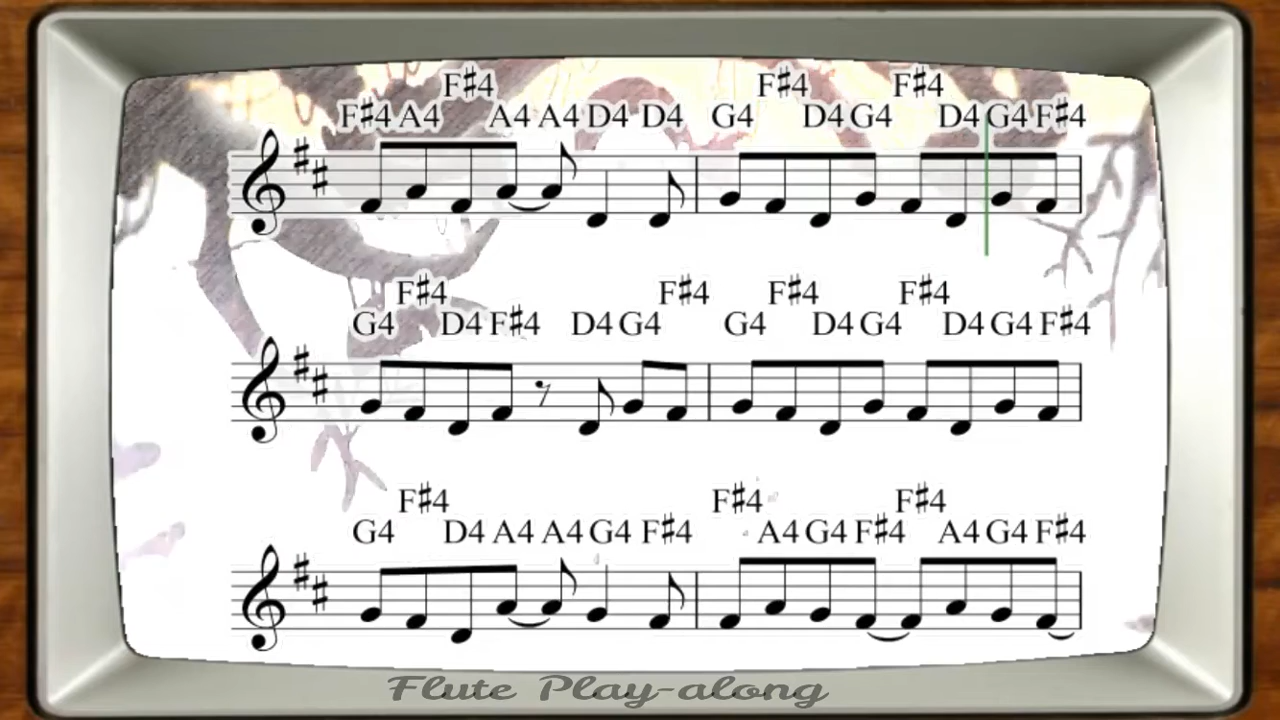 F#4 F#4 F#4
F#4 A4 A4 A4 D4 D4 G4 D4 G4 D4 G4 F#4
F#4 F#4 F#4 F#4
G4 D4 F#4 D4 G4 G4 D4 G4 D4 G4 F#4
F#4 F#4 F#4
G4 D4 A4 A4 G4 F#4 A4 G4 F#4 A4 G4 F#4
Flute Play-along